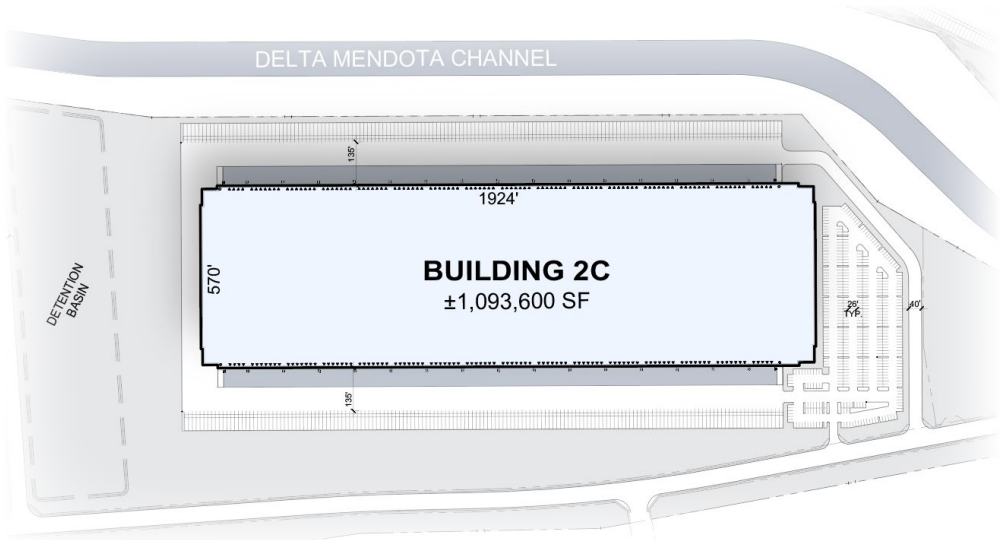 DELTA MENDOTA CHANNEL
135'
1924'
570'
BUILDING 2C
±1,093,600 SF
DETENTION
BASIN
26'
TYP.
40'
135'